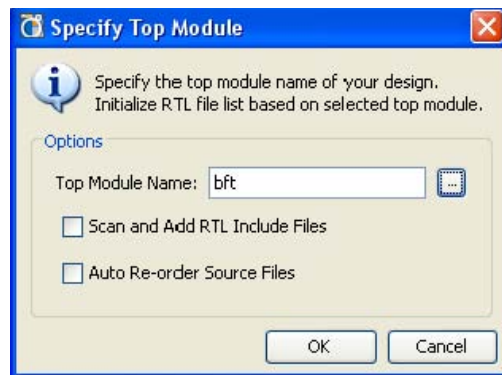 Specify Top Module
Specify the top module name of your design.
Initialize RTL file list based on selected top module.
Options
Top Module Name: bft ...
Scan and Add RTL Include Files
Auto Re-order Source Files
OK Cancel